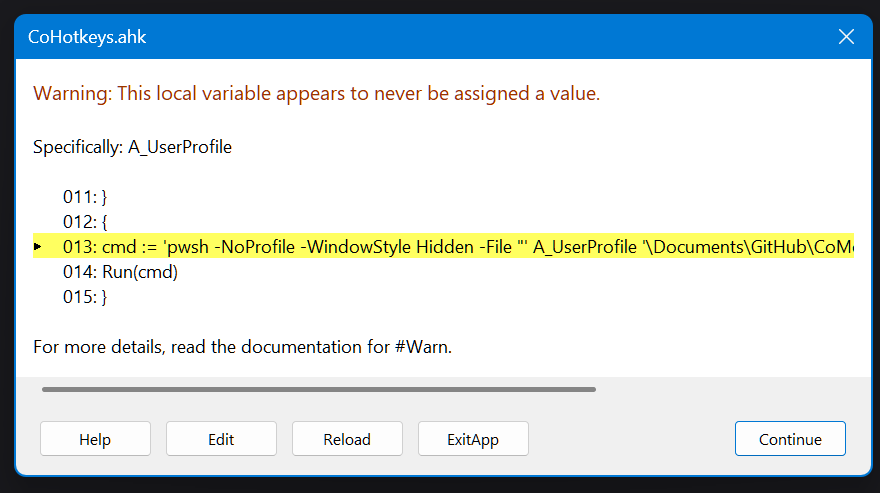 CoHotkeys.ahk
Warning: This local variable appears to never be assigned a value.
Specifically: A_UserProfile
011: }
012: {
013: cmd := 'pwsh -NoProfile -WindowStyle Hidden -File "' A_UserProfile '\Documents\GitHub\CoM
014: Run(cmd)
015: }
For more details, read the documentation for #Warn.
Help Edit Reload ExitApp Continue